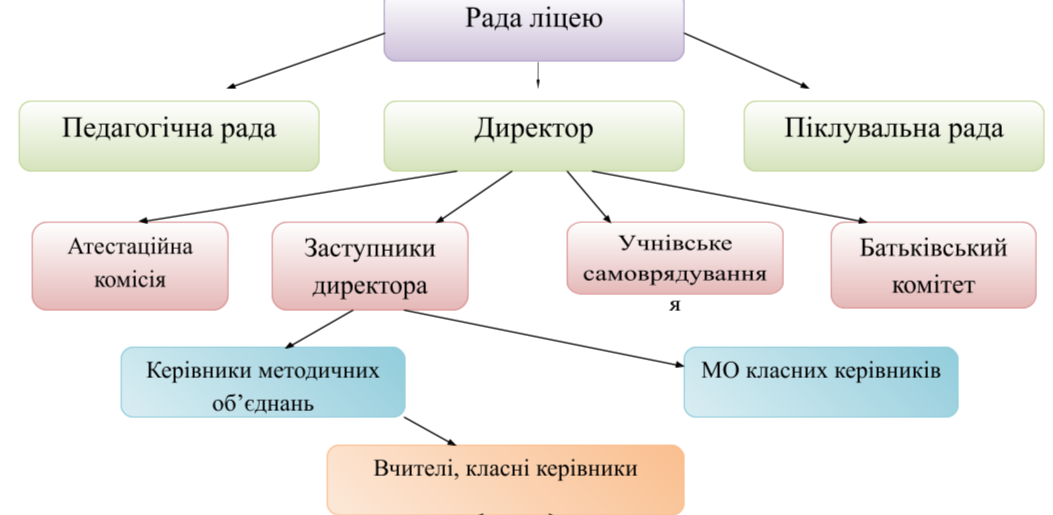 Рада ліцею
Педагогічна рада
Директор
Піклувальна рада
Атестаційна
комісія
Заступники
директора
Учнівське
самоврядування
я
Батьківський
комітет
Керівники методичних
об’єднань
МО класних керівників
Вчителі, класні керівники